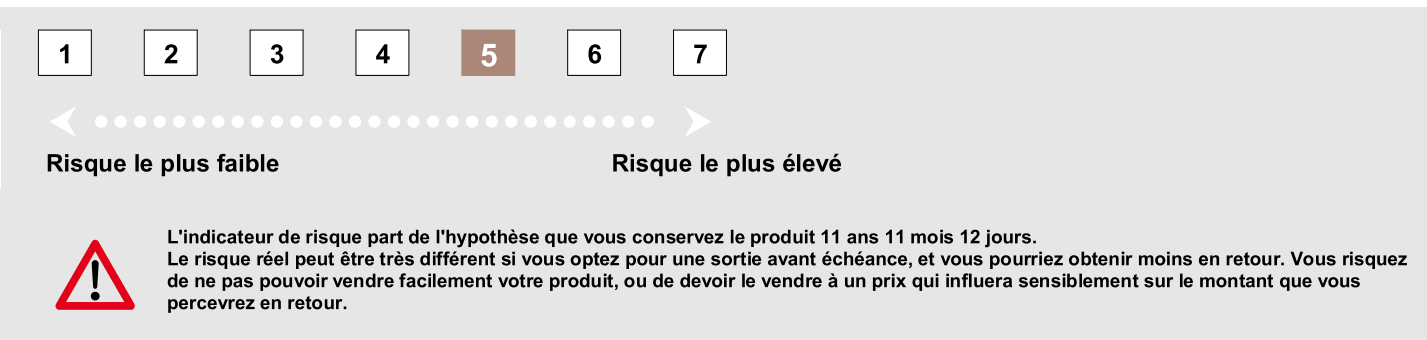 1 2 3 4 5 6 7
Risque le plus faible Risque le plus élevé
L'indicateur de risque part de l'hypothèse que vous conservez le produit 11 ans 11 mois 12 jours.
Le risque réel peut être très différent si vous optez pour une sortie avant échéance, et vous pourriez obtenir moins en retour. Vous risquez
de ne pas pouvoir vendre facilement votre produit, ou de devoir le vendre à un prix qui influera sensiblement sur le montant que vous
percevrez en retour.